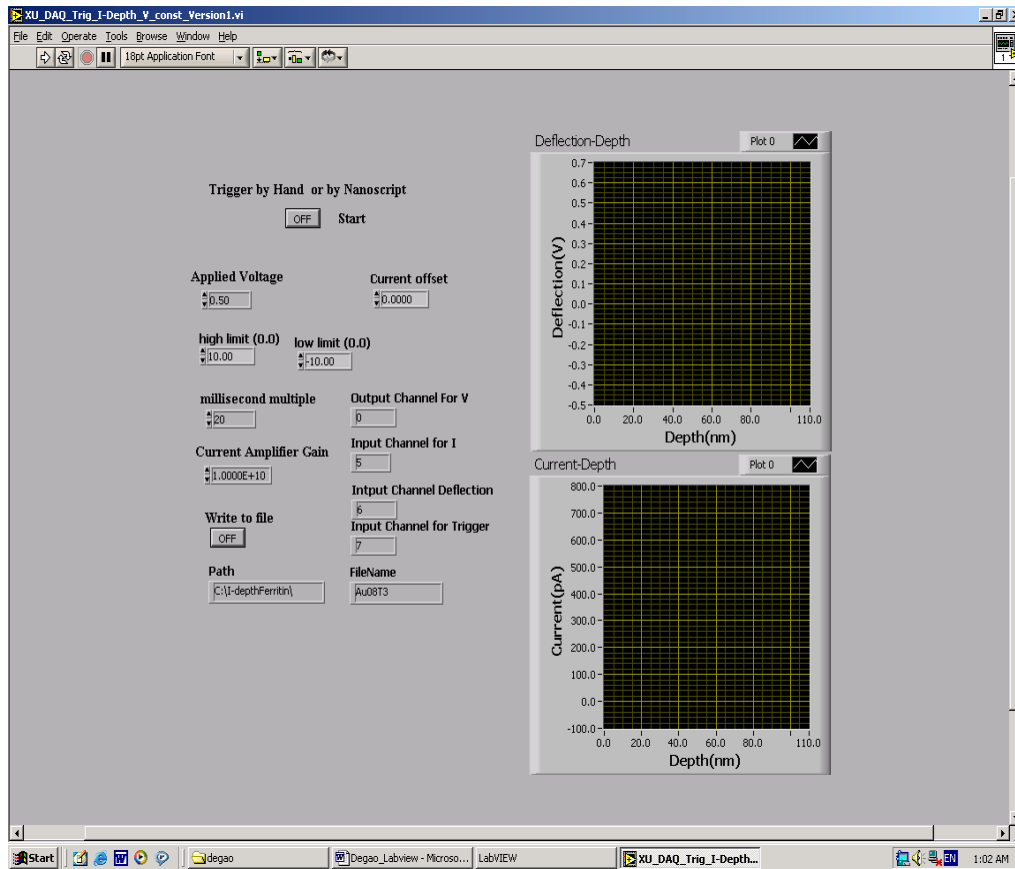 XU_DAQ_Trig_I-Depth_V_const_Version1.vi
File Edit Operate Tools Browse Window Help
18pt Application Font
1
Trigger by Hand or by Nanoscript
OFF Start
Applied Voltage
0.50
Current offset
0.0000
high limit (0.0)
10.00
low limit (0.0)
-10.00
millisecond multiple
20
Output Channel For V
0
Current Amplifier Gain
1.0000E+10
Input Channel for I
5
Intput Channel Deflection
6
Write to file
OFF
Input Channel for Trigger
7
Path
C:\I-depthFerritin\
FileName
Au08T3
Deflection-Depth
Plot 0
Deflection(V)
0.7
0.6
0.5
0.4
0.3
0.2
0.1
0.0
-0.1
-0.2
-0.3
-0.4
-0.5
0.0 20.0 40.0 60.0 80.0 110.0
Depth(nm)
Current-Depth
Plot 0
Current(pA)
800.0
700.0
600.0
500.0
400.0
300.0
200.0
100.0
0.0
-100.0
0.0 20.0 40.0 60.0 80.0 110.0
Depth(nm)
Start degao Degao_Labview - Microso... LabVIEW XU_DAQ_Trig_I-Depth... EN 1:02 AM